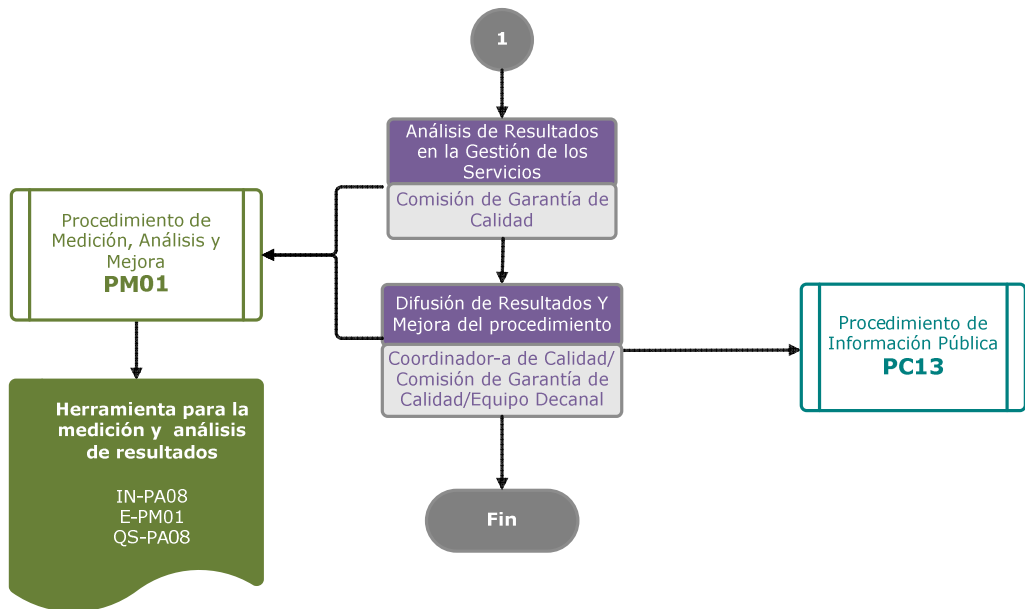 1
Análisis de Resultados
en la Gestión de los
Servicios
Comisión de Garantía de
Calidad
Procedimiento de
Medición, Análisis y
Mejora
PM01
Difusión de Resultados Y
Mejora del procedimiento
Coordinador-a de Calidad/
Comisión de Garantía de
Calidad/Equipo Decanal
Procedimiento de
Información Pública
PC13
Herramienta para la
medición y análisis
de resultados
IN-PA08
E-PM01
QS-PA08
Fin